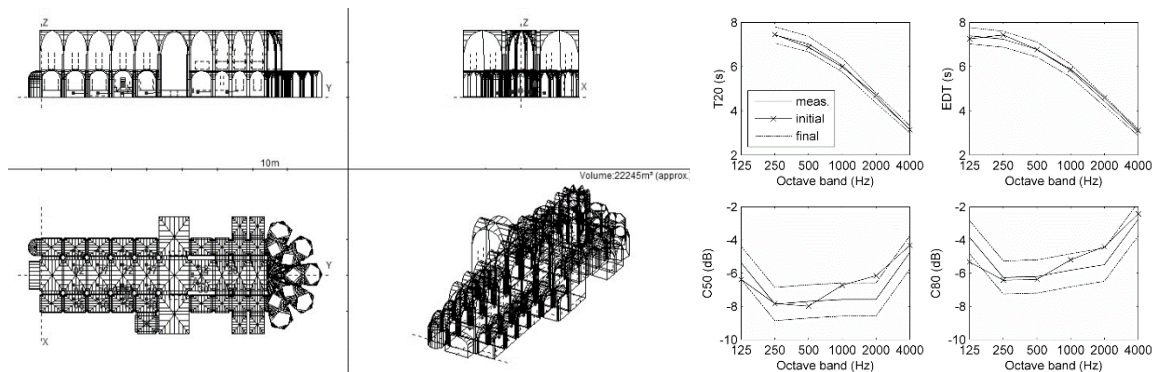 Z
Y
Z
X
10m
Volume:22245m³ (approx.
Y
X
8
6
4
2
T20 (s)
meas.
initial
final
125 250 500 1000 2000 4000
Octave band (Hz)
8
6
4
2
EDT (s)
125 250 500 1000 2000 4000
Octave band (Hz)
-2
-4
-6
-8
-10
C50 (dB)
125 250 500 1000 2000 4000
Octave band (Hz)
-2
-4
-6
-8
-10
C80 (dB)
125 250 500 1000 2000 4000
Octave band (Hz)